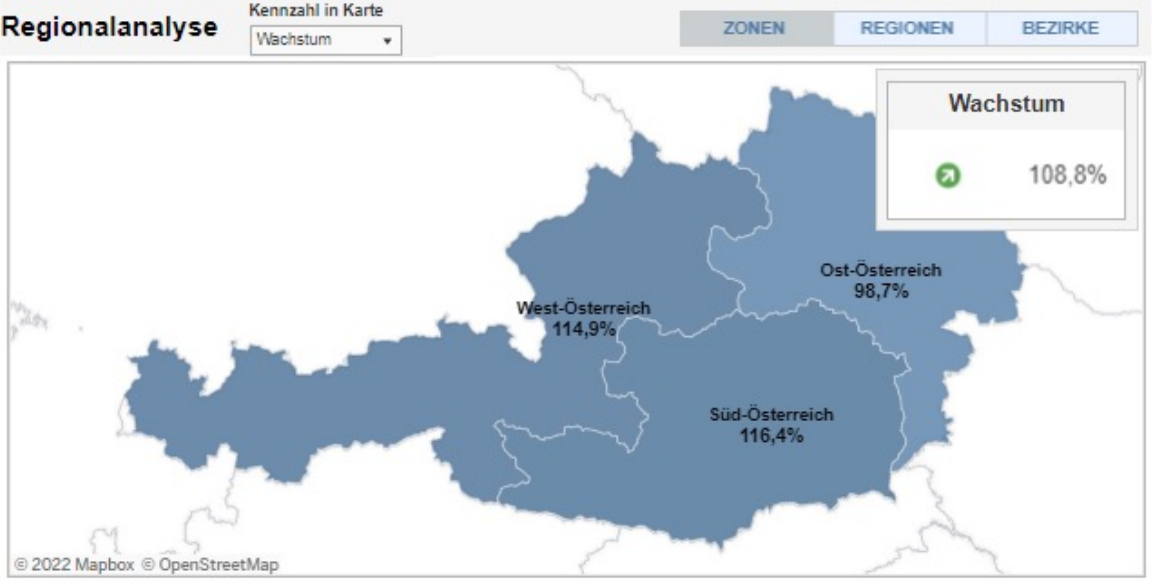 Regionalanalyse
Kennzahl in Karte
Wachstum
ZONEN
REGIONEN
BEZIRKE
Wachstum
108,8%
Ost-Österreich
98,7%
West-Österreich
114,9%
Süd-Österreich
116,4%
© 2022 Mapbox © OpenStreetMap